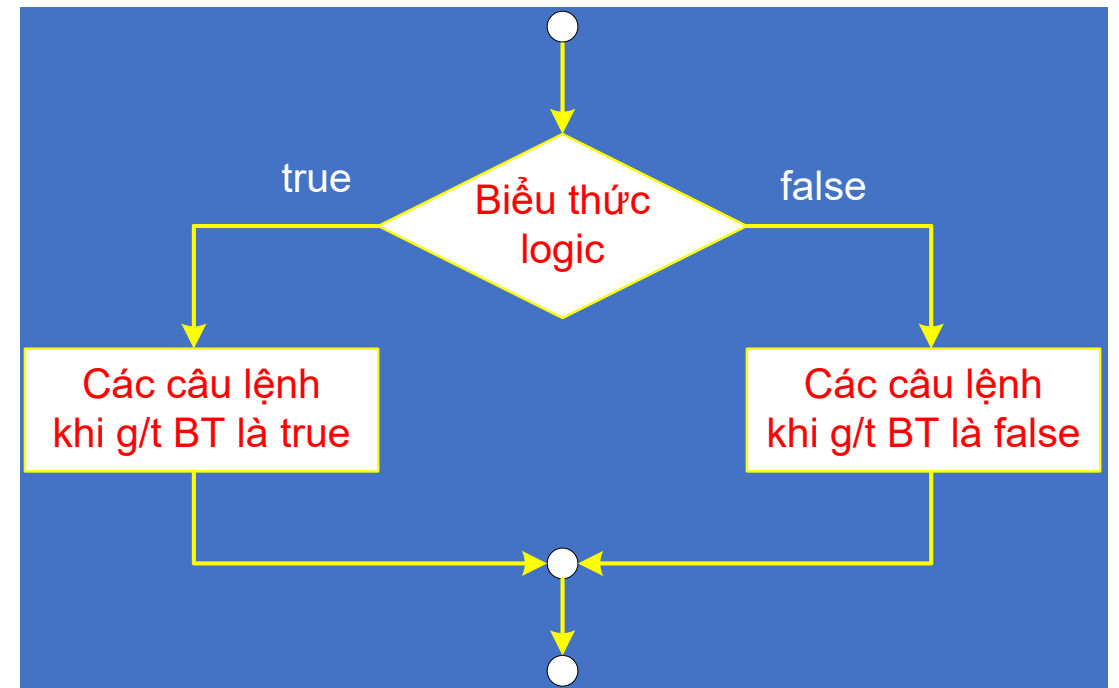 true
Biểu thức
logic
false
Các câu lệnh
khi g/t BT là true
Các câu lệnh
khi g/t BT là false